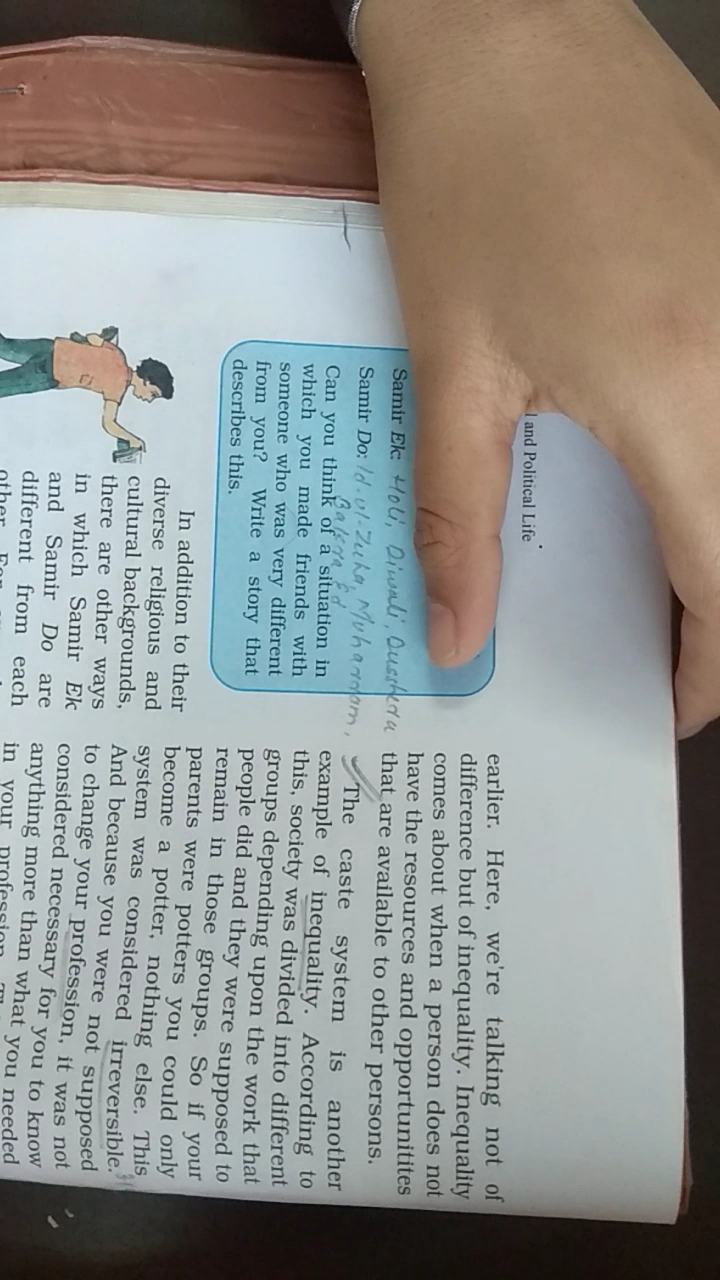 l and Political Life
Samir Ek: Holi, Diwali, Dusshera
Samir Do: Id-ul-Zuha, Muharram,
Bakra Ed
Can you think of a situation in
which you made friends with
someone who was very different
from you? Write a story that
describes this.
In addition to their
diverse religious and
cultural backgrounds,
there are other ways
in which Samir Ek
and Samir Do are
different from each
earlier. Here, we're talking not of
difference but of inequality. Inequality
comes about when a person does not
have the resources and opportunitites
that are available to other persons.
The caste system is another
example of inequality. According to
this, society was divided into different
groups depending upon the work that
people did and they were supposed to
remain in those groups. So if your
parents were potters you could only
become a potter, nothing else. This
system was considered irreversible.
And because you were not supposed
to change your profession, it was not
considered necessary for you to know
anything more than what you needed
in your profession